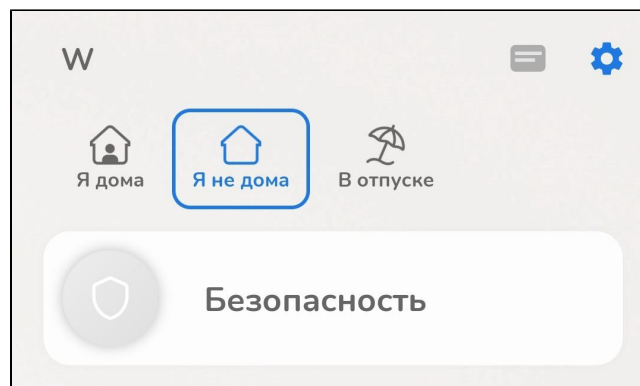 W
Я дома
Я не дома
В отпуске
Безопасность